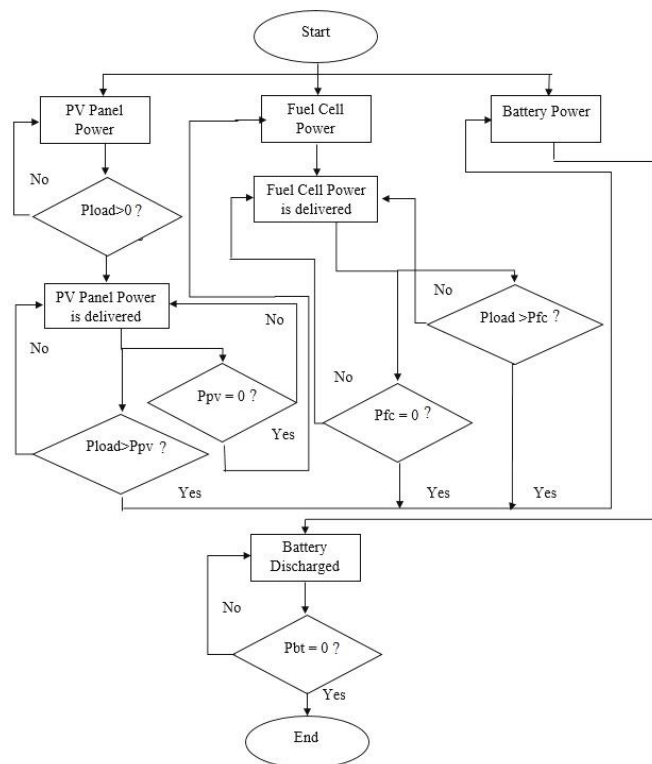 Start
PV Panel
Power
Fuel Cell
Power
Battery Power
No
Pload>0 ?
Fuel Cell Power
is delivered
PV Panel Power
is delivered
No
Pload >Pfc ?
No
No
Ppv = 0 ?
No
Pfc = 0 ?
Yes
Pload>Ppv ?
Yes
Yes
Yes
Battery
Discharged
No
Pbt = 0 ?
Yes
End